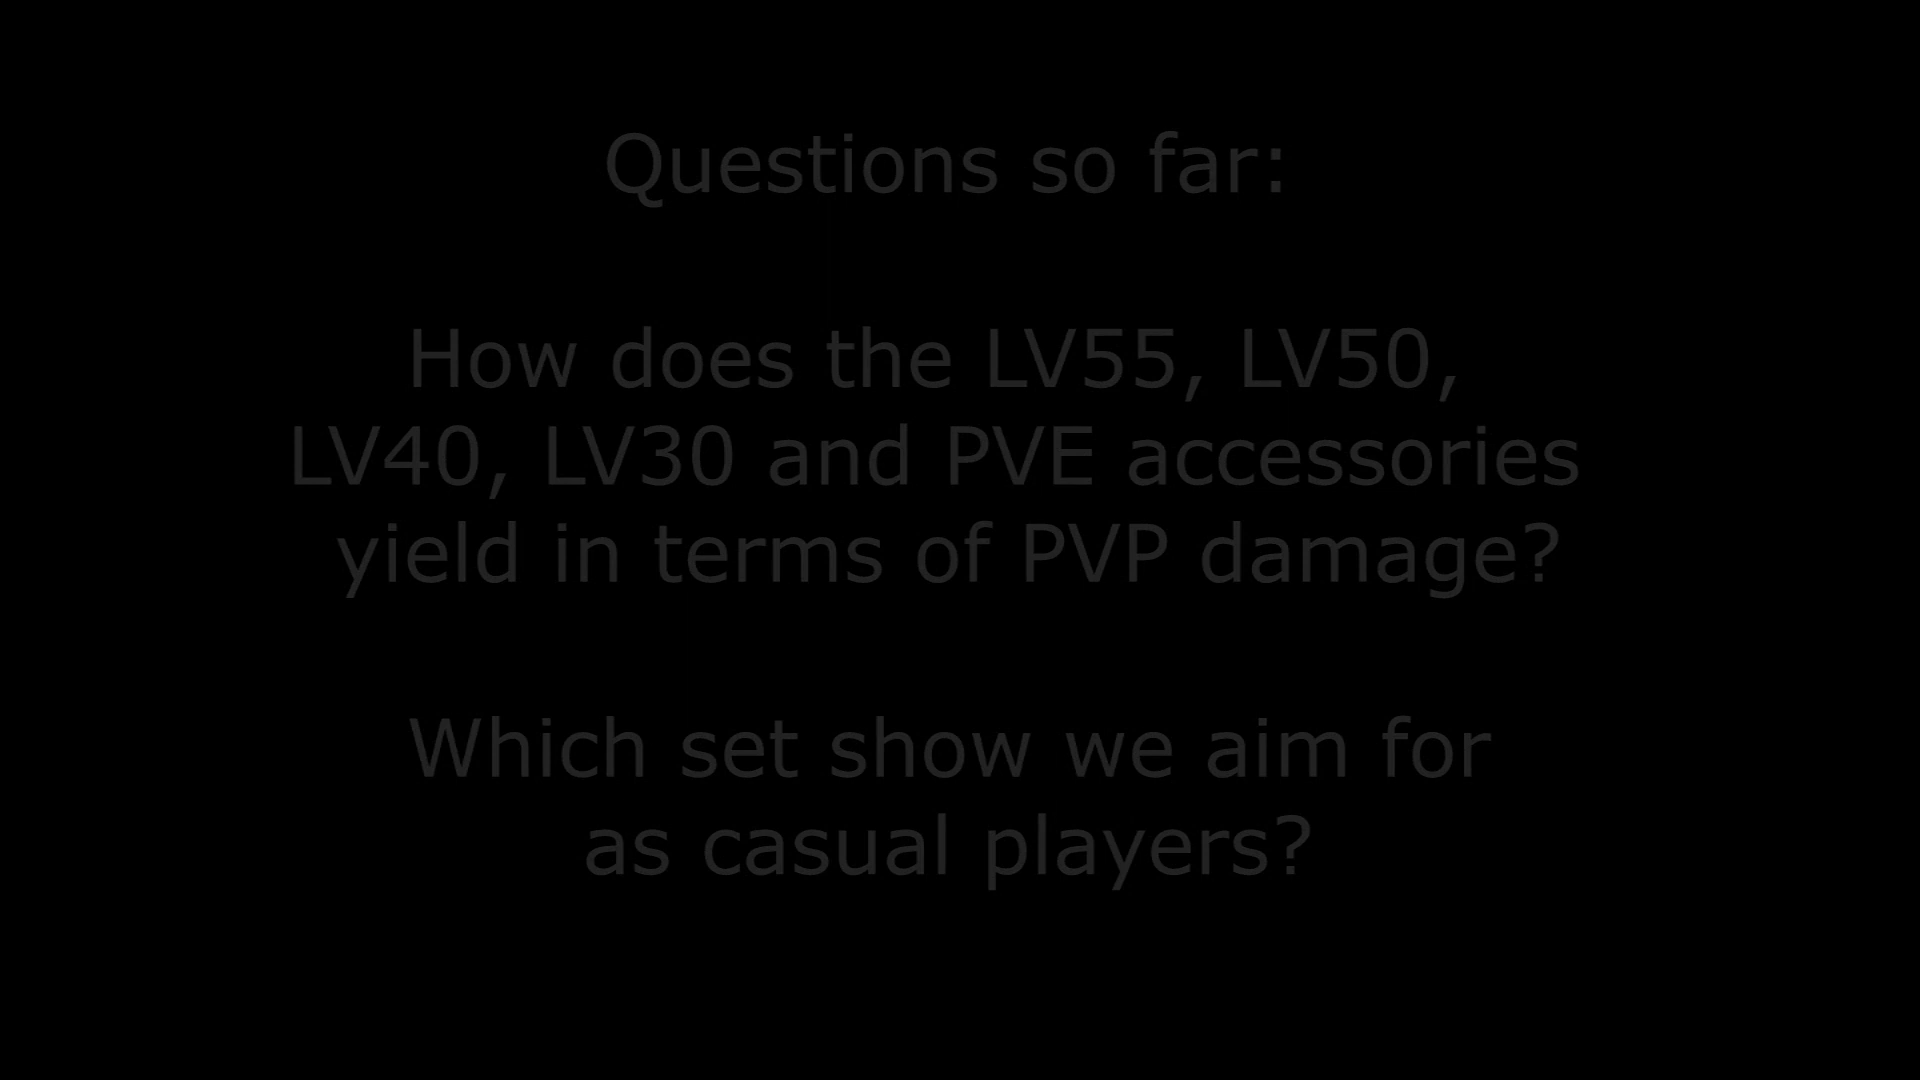 Questions so far:
How does the LV55, LV50,
LV40, LV30 and PVE accessories
yield in terms of PVP damage?
Which set show we aim for
as casual players?